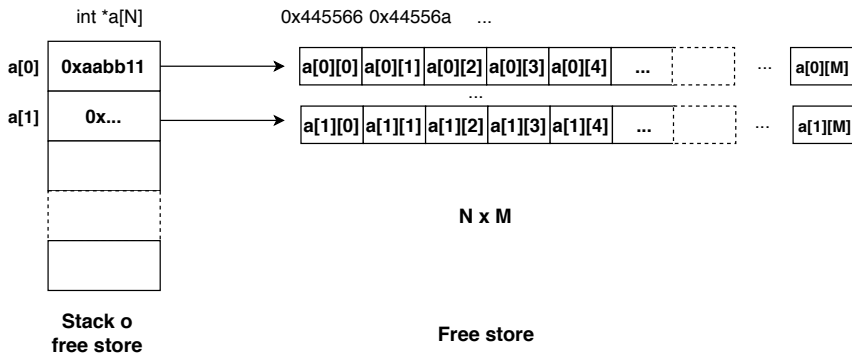 int *a[N]
0x445566 0x44556a ...
a[0] 0xaabb11 a[0][0] a[0][1] a[0][2] a[0][3] a[0][4] ... ... a[0][M]
...
a[1] 0x... a[1][0] a[1][1] a[1][2] a[1][3] a[1][4] ... ... a[1][M]
N x M
Stack o
free store
Free store